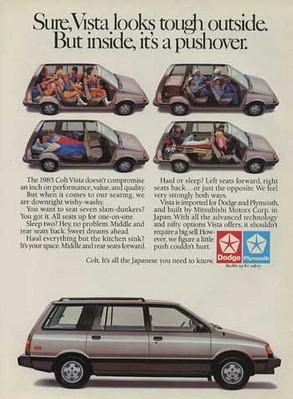 Sure, Vista looks tough outside.
But inside, it's a pushover.
The 1985 Colt Vista doesn't compromise
an inch on performance, value, and quality.
But when it comes to our seating, we
are downright wishy-washy.
You want to seat seven slam-dunkers?
You got it. All seats up for one-on-one.
Sleep two? Hey, no problem. Middle and
rear seats back. Sweet dreams ahead.
Haul everything but the kitchen sink?
It's your space. Middle and rear seats forward.
Haul or sleep? Left seats forward, right
seats back...or just the opposite. We feel
very strongly both ways.
Vista is imported for Dodge and Plymouth,
and built by Mitsubishi Motors Corp. in
Japan. With all the advanced technology
and nifty options Vista offers, it shouldn't
require a big sell. How-
ever, we figure a little
push couldn't hurt.
Dodge
Plymouth
Buckle up for safety
Colt. It's all the Japanese you need to know.